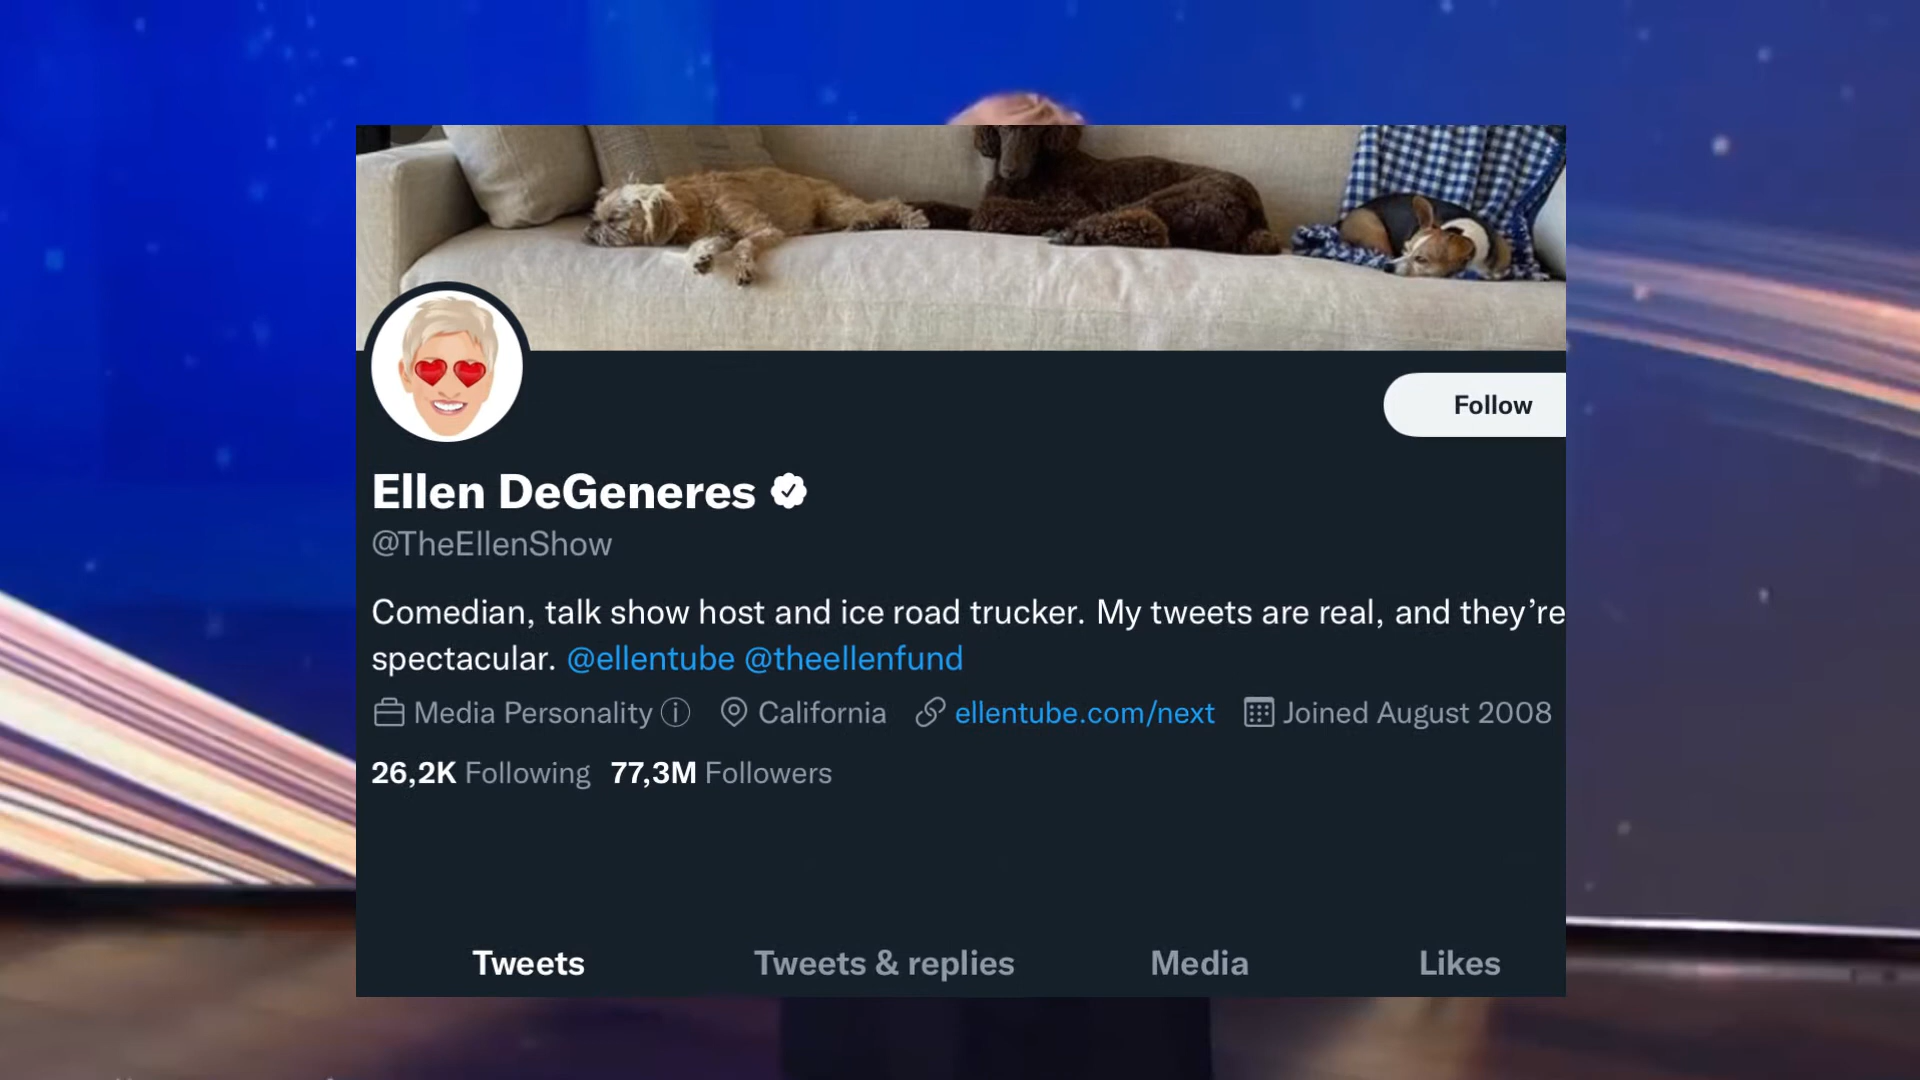 Follow
Ellen DeGeneres
@TheEllenShow
Comedian, talk show host and ice road trucker. My tweets are real, and they’re
spectacular. @ellentube @theellenfund
Media Personality California ellentube.com/next Joined August 2008
26,2K Following 77,3M Followers
Tweets Tweets & replies Media Likes